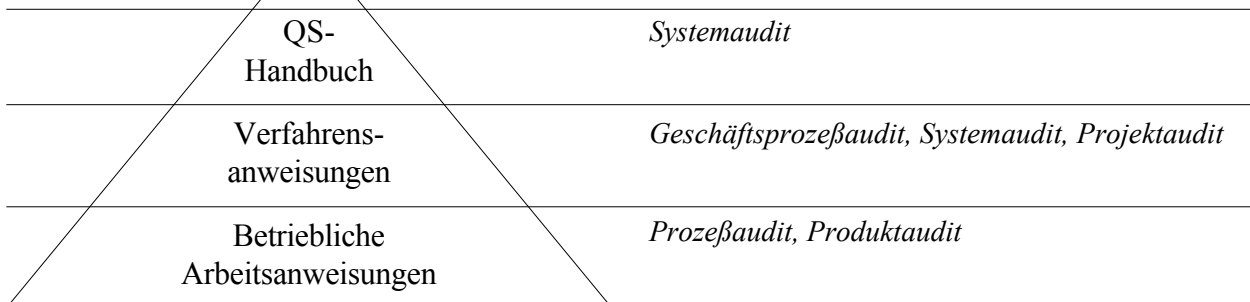 QS-
Handbuch
Systemaudit
Verfahrens-
anweisungen
Geschäftsprozeßaudit, Systemaudit, Projektaudit
Betriebliche
Arbeitsanweisungen
Prozeßaudit, Produktaudit